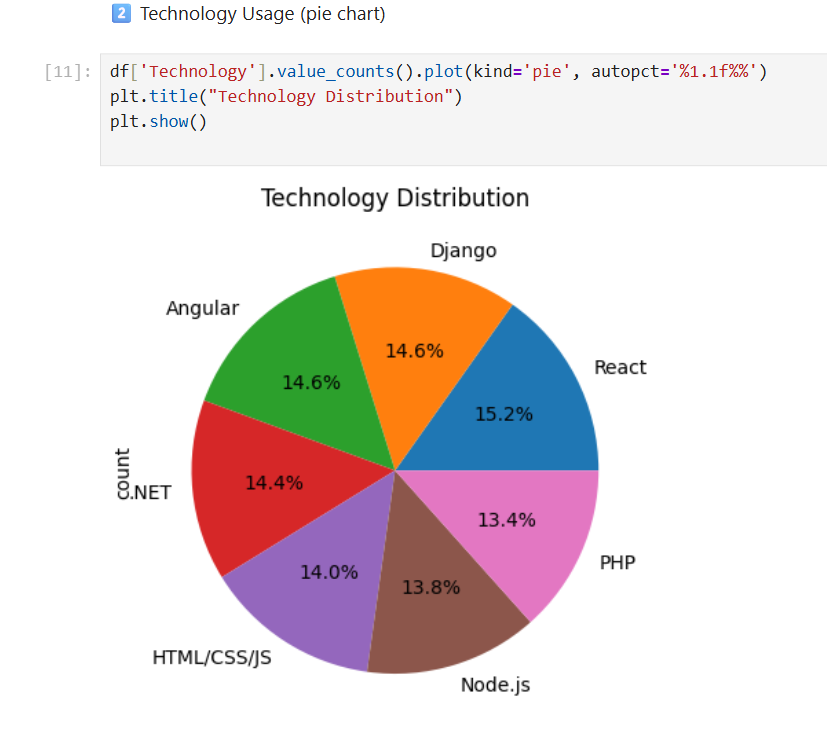 2 Technology Usage (pie chart)
[11]: df['Technology'].value_counts().plot(kind='pie', autopct='%1.1f%%')
plt.title("Technology Distribution")
plt.show()
Technology Distribution
Django
Angular
14.6%
React
14.6%
15.2%
count
.NET
14.4%
13.4%
PHP
14.0%
13.8%
HTML/CSS/JS
Node.js